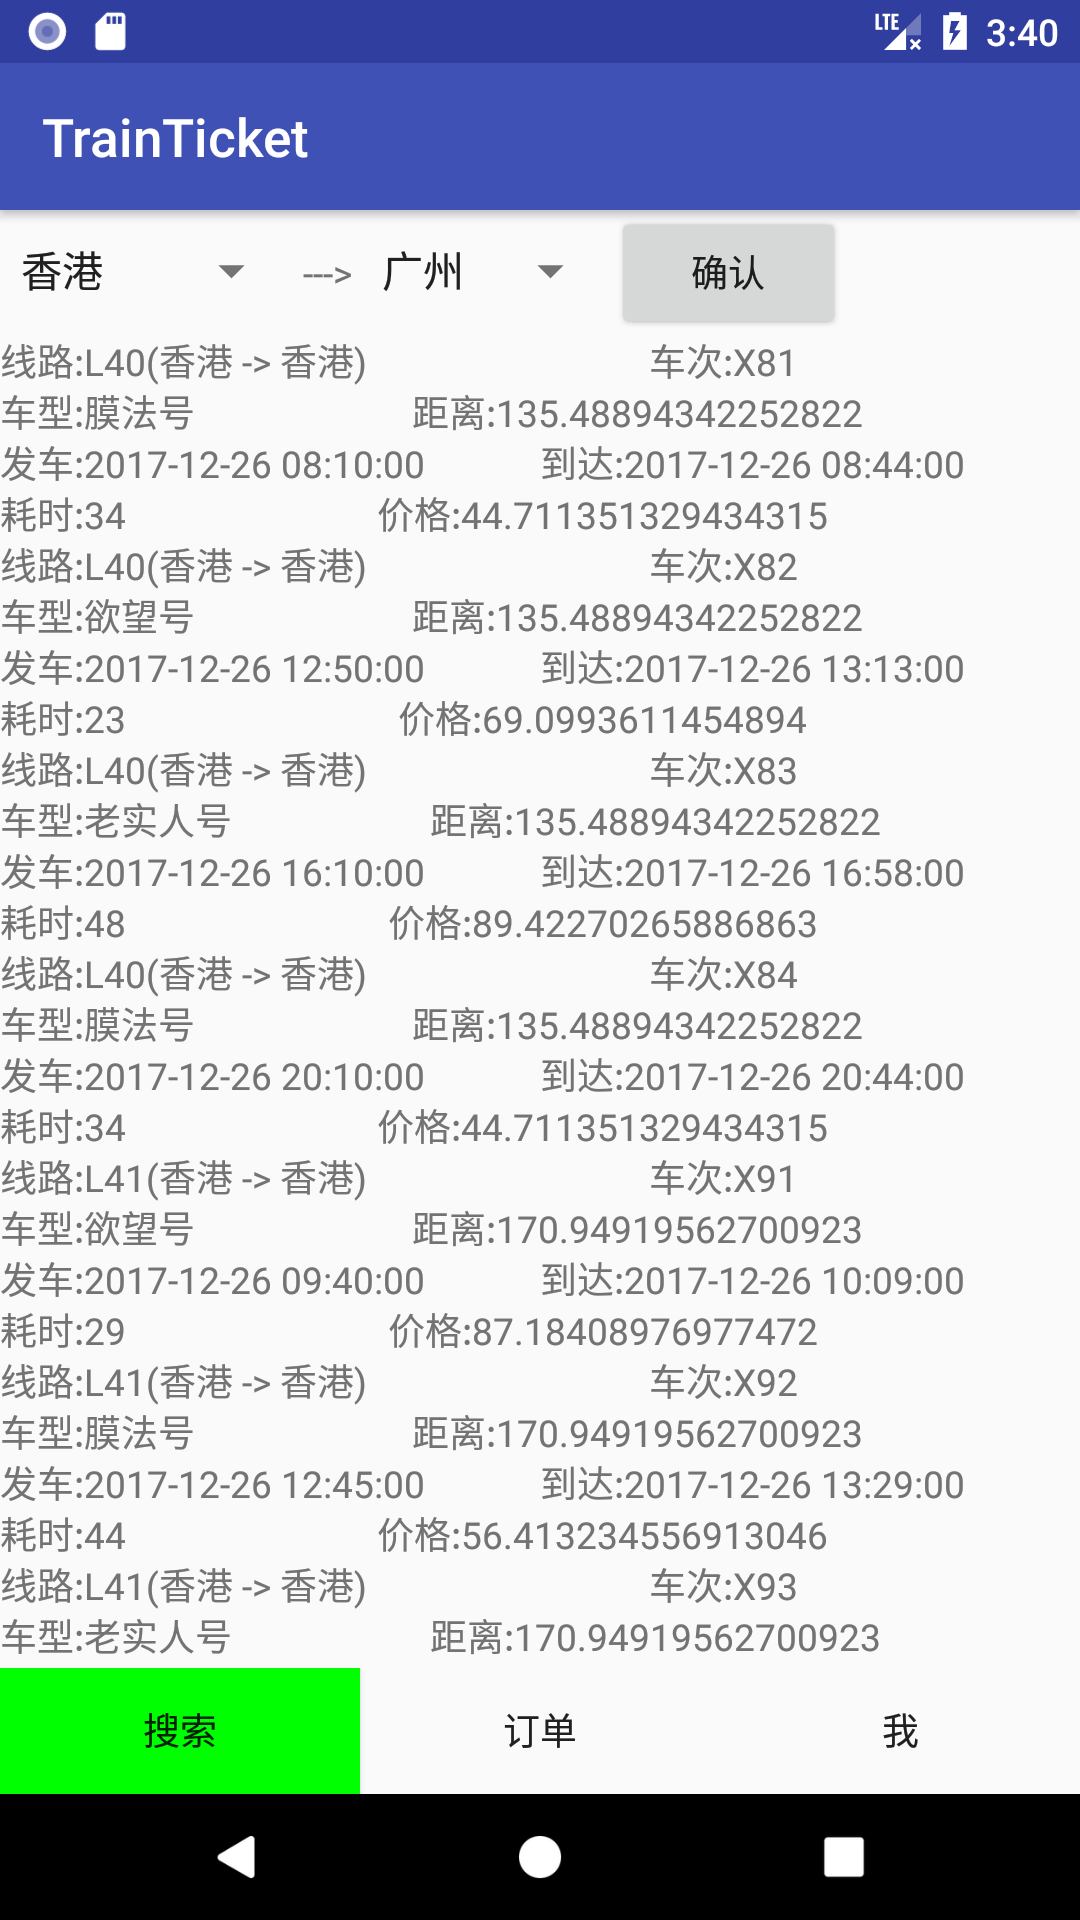 LTE 3:40
TrainTicket
香港 ---> 广州 确认
线路:L40(香港 -> 香港) 车次:X81
车型:膜法号 距离:135.48894342252822
发车:2017-12-26 08:10:00 到达:2017-12-26 08:44:00
耗时:34 价格:44.711351329434315
线路:L40(香港 -> 香港) 车次:X82
车型:欲望号 距离:135.48894342252822
发车:2017-12-26 12:50:00 到达:2017-12-26 13:13:00
耗时:23 价格:69.0993611454894
线路:L40(香港 -> 香港) 车次:X83
车型:老实人号 距离:135.48894342252822
发车:2017-12-26 16:10:00 到达:2017-12-26 16:58:00
耗时:48 价格:89.42270265886863
线路:L40(香港 -> 香港) 车次:X84
车型:膜法号 距离:135.48894342252822
发车:2017-12-26 20:10:00 到达:2017-12-26 20:44:00
耗时:34 价格:44.711351329434315
线路:L41(香港 -> 香港) 车次:X91
车型:欲望号 距离:170.94919562700923
发车:2017-12-26 09:40:00 到达:2017-12-26 10:09:00
耗时:29 价格:87.18408976977472
线路:L41(香港 -> 香港) 车次:X92
车型:膜法号 距离:170.94919562700923
发车:2017-12-26 12:45:00 到达:2017-12-26 13:29:00
耗时:44 价格:56.413234556913046
线路:L41(香港 -> 香港) 车次:X93
车型:老实人号 距离:170.94919562700923
搜索 订单 我